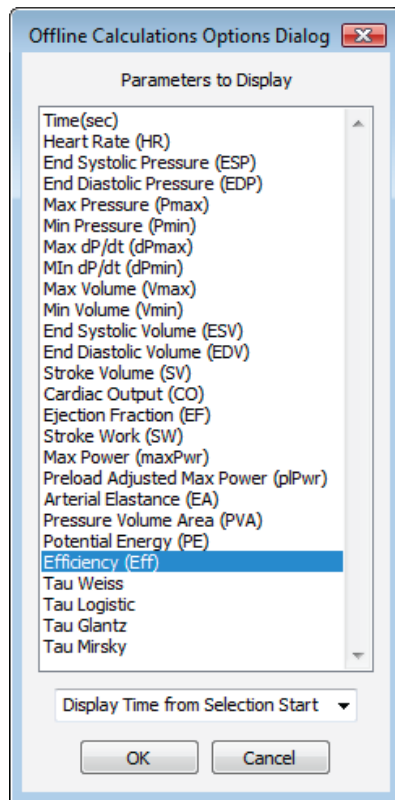 Offline Calculations Options Dialog
Parameters to Display
Time(sec)
Heart Rate (HR)
End Systolic Pressure (ESP)
End Diastolic Pressure (EDP)
Max Pressure (Pmax)
Min Pressure (Pmin)
Max dP/dt (dPmax)
MIn dP/dt (dPmin)
Max Volume (Vmax)
Min Volume (Vmin)
End Systolic Volume (ESV)
End Diastolic Volume (EDV)
Stroke Volume (SV)
Cardiac Output (CO)
Ejection Fraction (EF)
Stroke Work (SW)
Max Power (maxPwr)
Preload Adjusted Max Power (plPwr)
Arterial Elastance (EA)
Pressure Volume Area (PVA)
Potential Energy (PE)
Efficiency (Eff)
Tau Weiss
Tau Logistic
Tau Glantz
Tau Mirsky
Display Time from Selection Start
OK Cancel